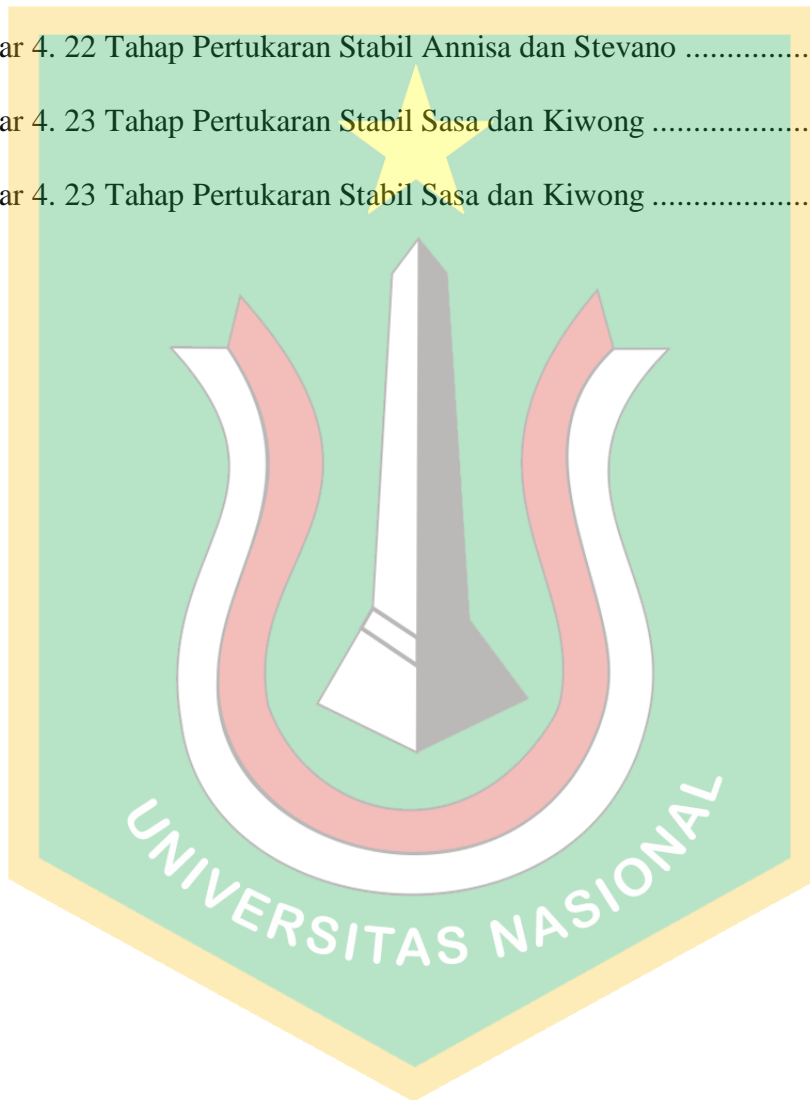 ar 4. 22 Tahap Pertukaran Stabil Annisa dan Stevano ...............
ar 4. 23 Tahap Pertukaran Stabil Sasa dan Kiwong ...................
ar 4. 23 Tahap Pertukaran Stabil Sasa dan Kiwong ...................
UNIVERSITAS NASIONAL